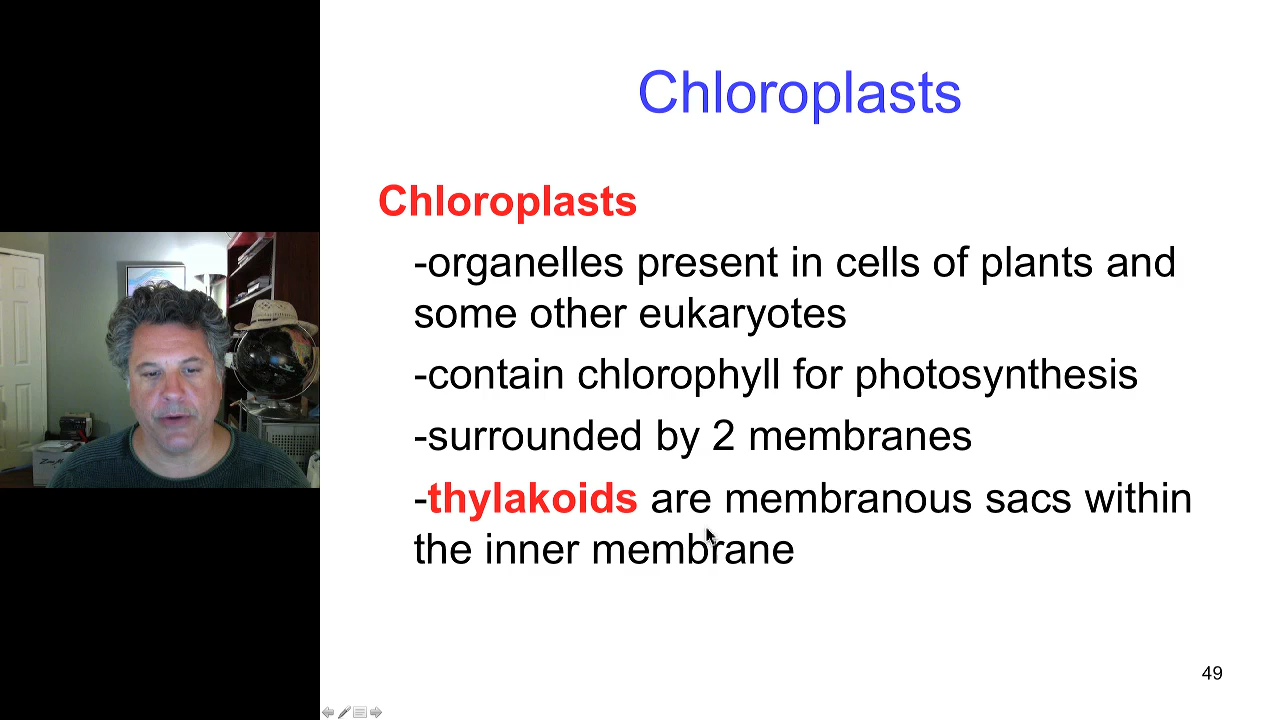 Chloroplasts
Chloroplasts
-organelles present in cells of plants and
some other eukaryotes
-contain chlorophyll for photosynthesis
-surrounded by 2 membranes
-thylakoids are membranous sacs within
the inner membrane
49